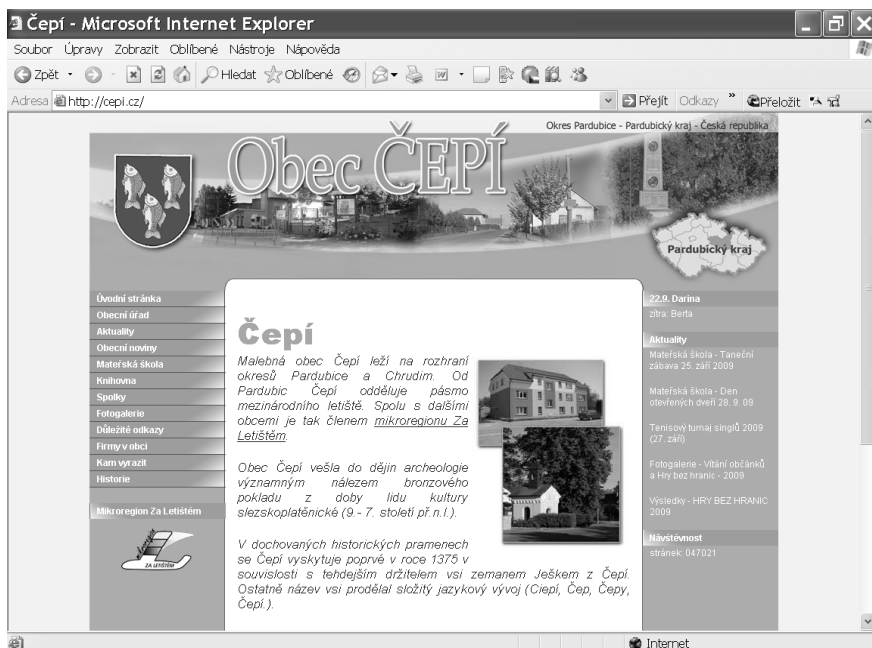 Čepí - Microsoft Internet Explorer
Soubor Úpravy Zobrazit Oblíbené Nástroje Nápověda
Zpět Hledat Oblíbené
Adresa http://cepi.cz/ Přejít Odkazy » Přeložit
Okres Pardubice - Pardubický kraj - Česká republika
Obec ČEPÍ
Pardubický kraj
Úvodní stránka
Obecní úřad
Aktuality
Obecní noviny
Mateřská škola
Knihovna
Spolky
Fotogalerie
Důležité odkazy
Firmy v obci
Kam vyrazit
Historie
Mikroregion Za Letištěm
ZA LETIŠTĚM
Čepí
Malebná obec Čepí leží na rozhraní
okresů Pardubice a Chrudim. Od
Pardubic Čepí odděluje pásmo
mezinárodního letiště. Spolu s dalšími
obcemi je tak členem mikroregionu Za
Letištěm.
Obec Čepí vešla do dějin archeologie
významným nálezem bronzového
pokladu z doby lidu kultury
slezskoplatěnické (9.- 7. století př.n.l.).
V dochovaných historických pramenech
se Čepí vyskytuje poprvé v roce 1375 v
souvislosti s tehdejším držitelem vsi zemanem Ješkem z Čepí.
Ostatně název vsi prodělal složitý jazykový vývoj (Ciepí, Čep, Čepy,
Čepí.).
22.9. Darina
zítra: Berta
Aktuality
Mateřská škola - Taneční
zábava 25. září 2009
Mateřská škola - Den
otevřených dveří 28. 9. 09
Tenisový turnaj singlů 2009
(27. září)
Fotogalerie - Vítání občánků
a Hry bez hranic - 2009
Výsledky - HRY BEZ HRANIC
2009
Návštěvnost
stránek: 047021
Internet